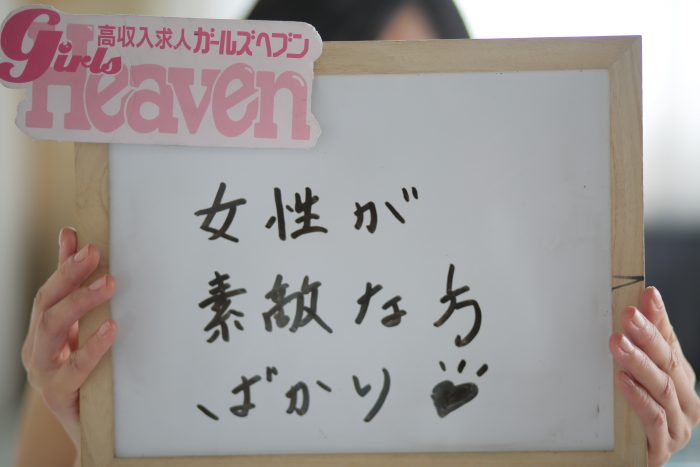 高収入求人ガールズヘブン
Girls
Heaven
女性が
素敵な方
ばかり